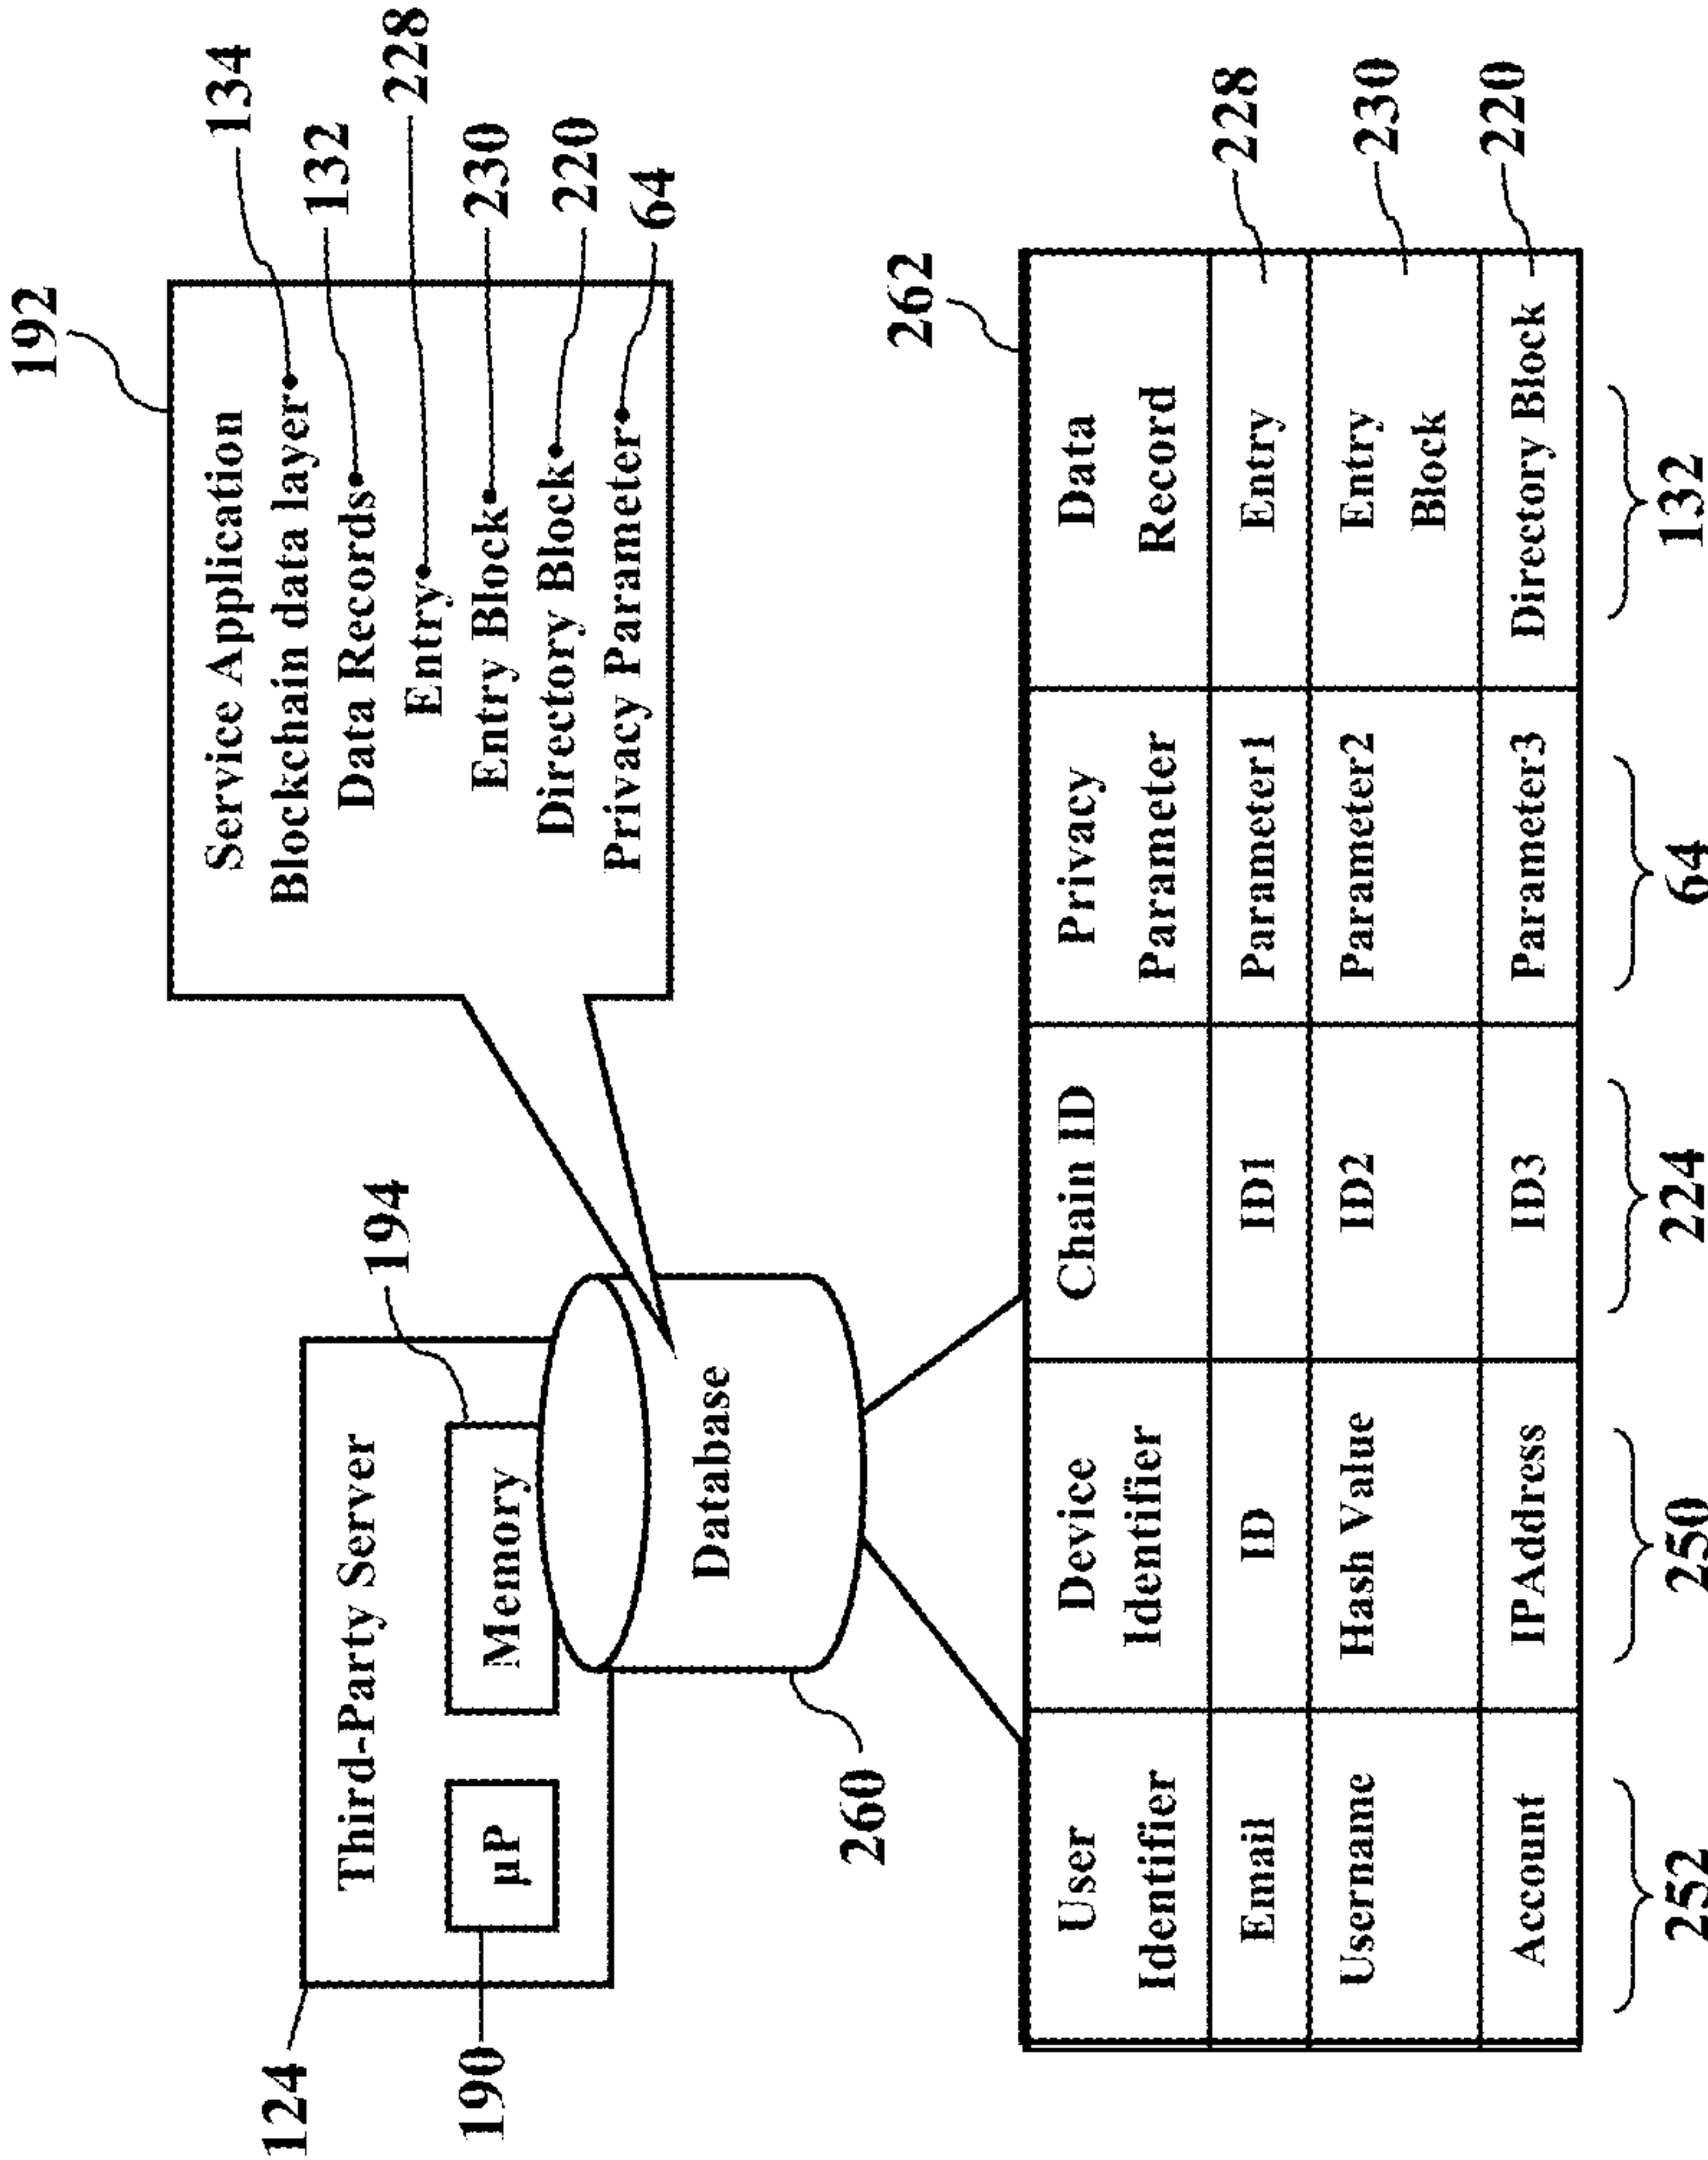 192
Service Application
Blockchain data layer
134
Data Records
132
Entry
228
Entry Block
230
Directory Block
220
Privacy Parameter
64
124
Third-Party Server
190
µP
Memory
194
Database
260
262
User Identifier
Device Identifier
Chain ID
Privacy Parameter
Data Record
Email
ID
ID1
Parameter1
Entry
228
Username
Hash Value
ID2
Parameter2
Entry Block
230
Account
IPAddress
ID3
Parameter3
Directory Block
220
252
250
224
64
132